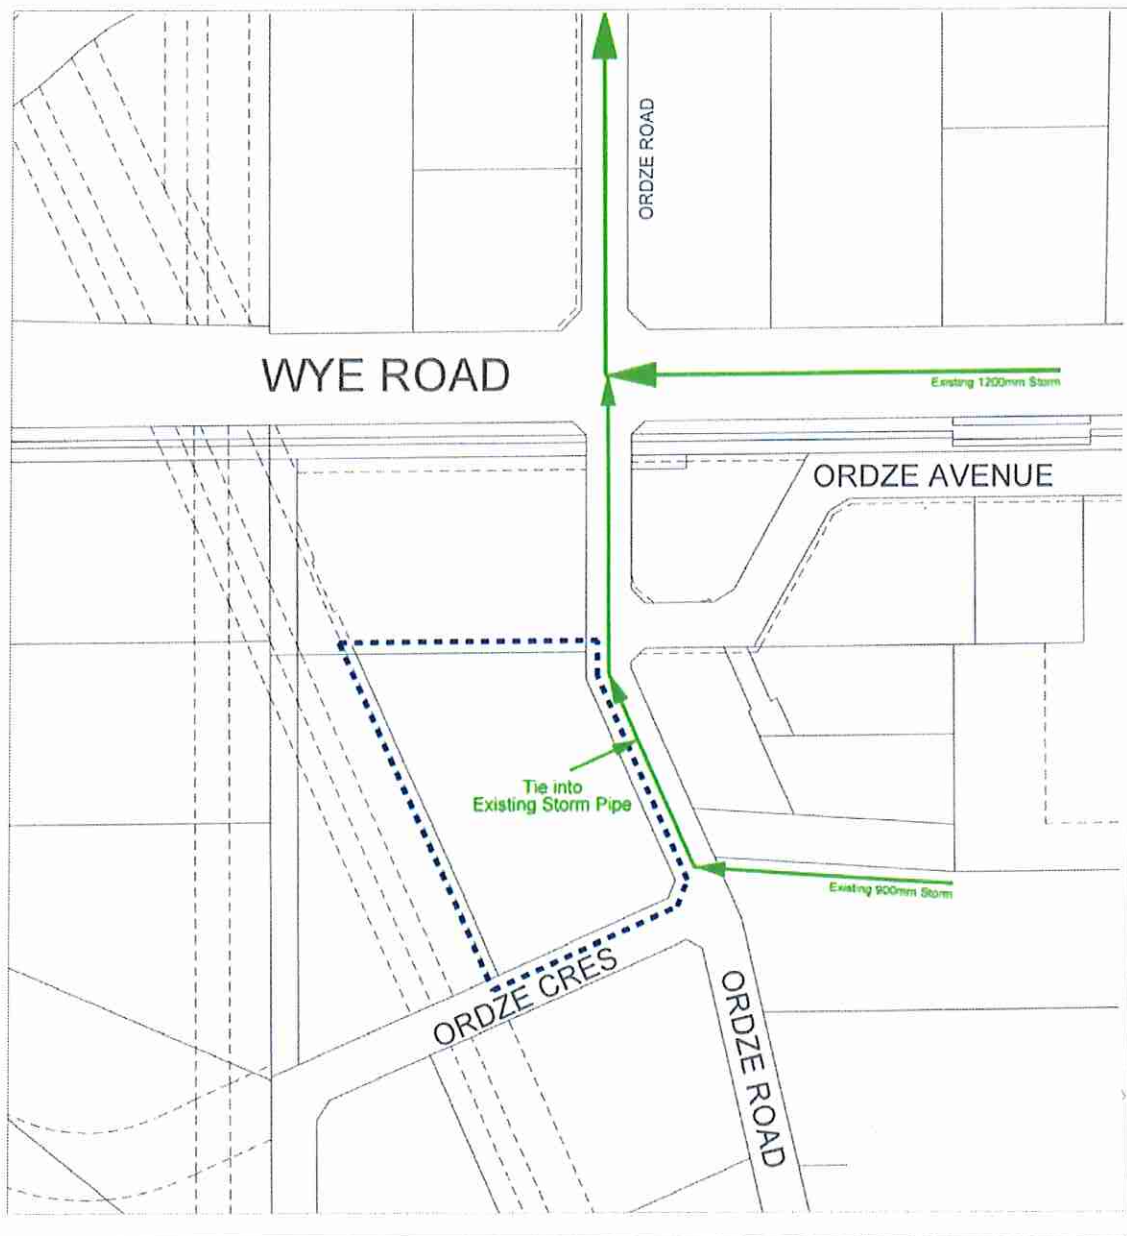 ORDZE ROAD
WYE ROAD
Existing 1200mm Storm
ORDZE AVENUE
Tie into
Existing Storm Pipe
Existing 900mm Storm
ORDZE CRES
ORDZE ROAD